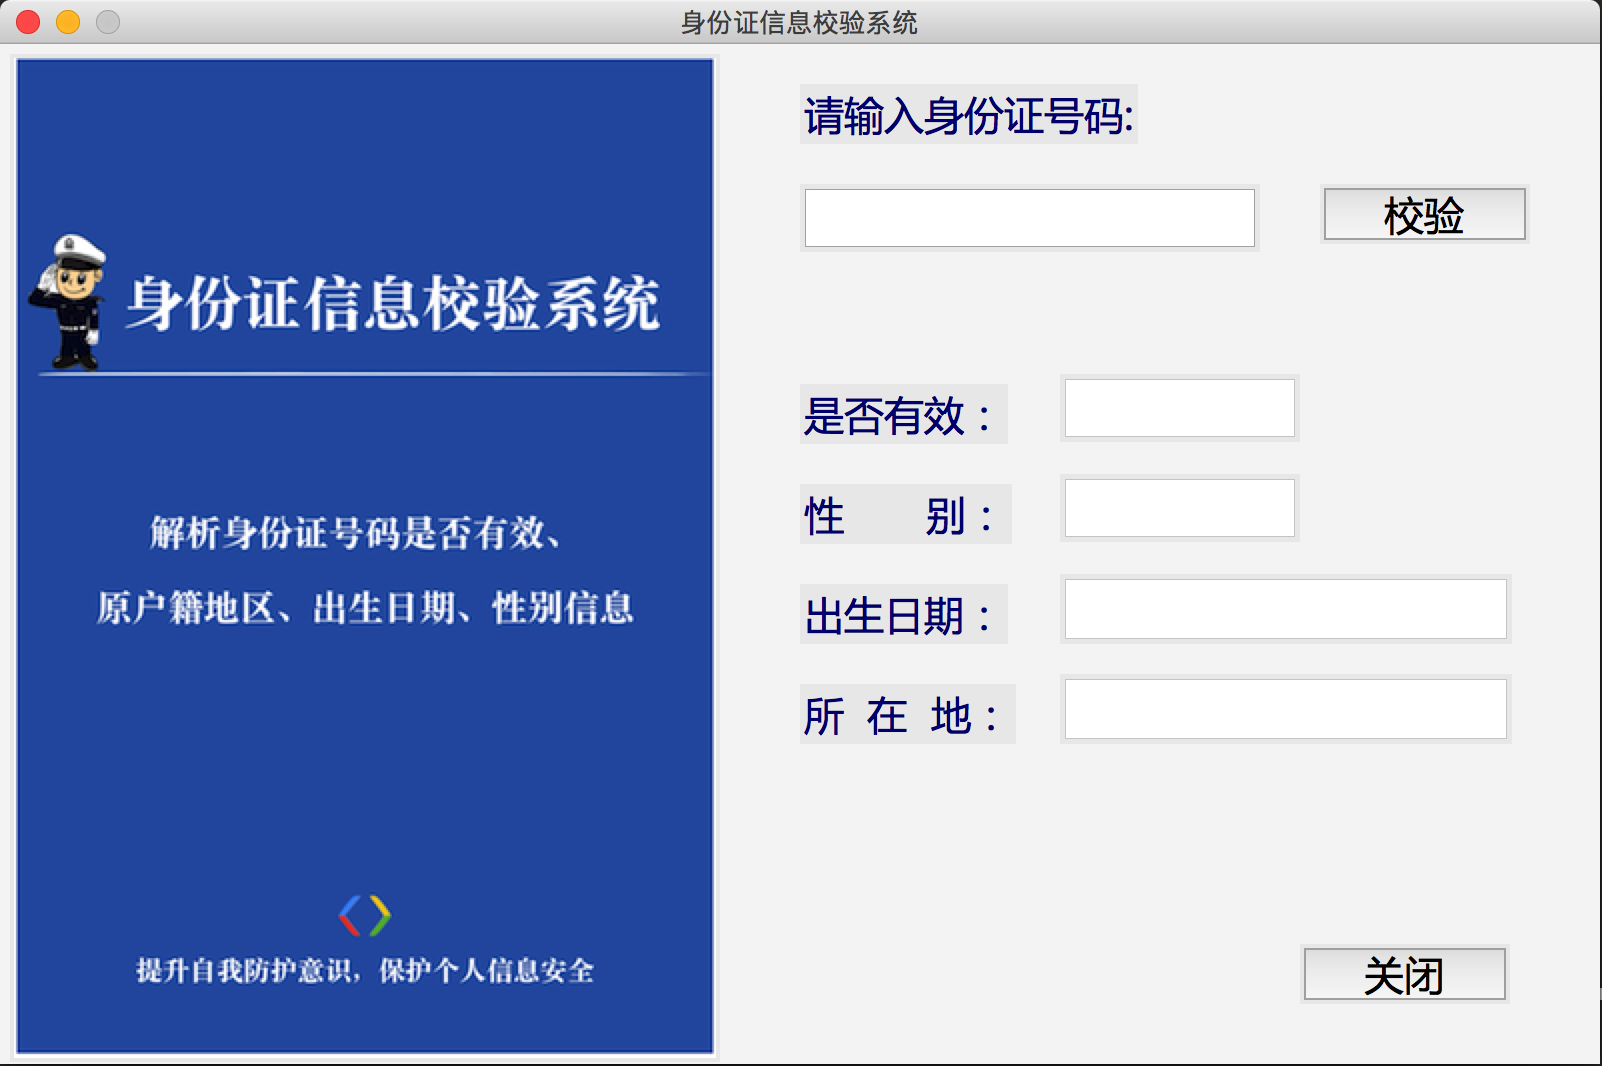 身份证信息校验系统
身份证信息校验系统
解析身份证号码是否有效、
原户籍地区、出生日期、性别信息
提升自我防护意识，保护个人信息安全
请输入身份证号码:
校验
是否有效：
性　　别：
出生日期：
所 在 地：
关闭